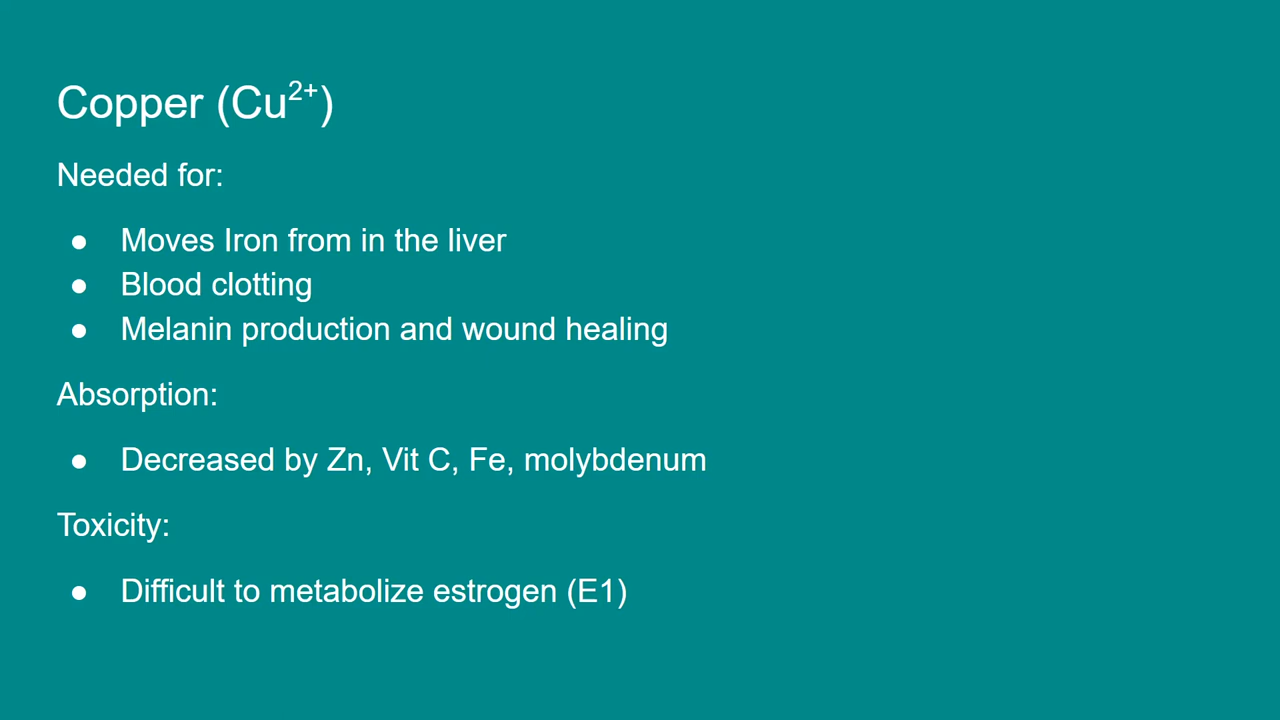 Copper (Cu²⁺)
Needed for:
● Moves Iron from in the liver
● Blood clotting
● Melanin production and wound healing
Absorption:
● Decreased by Zn, Vit C, Fe, molybdenum
Toxicity:
● Difficult to metabolize estrogen (E1)